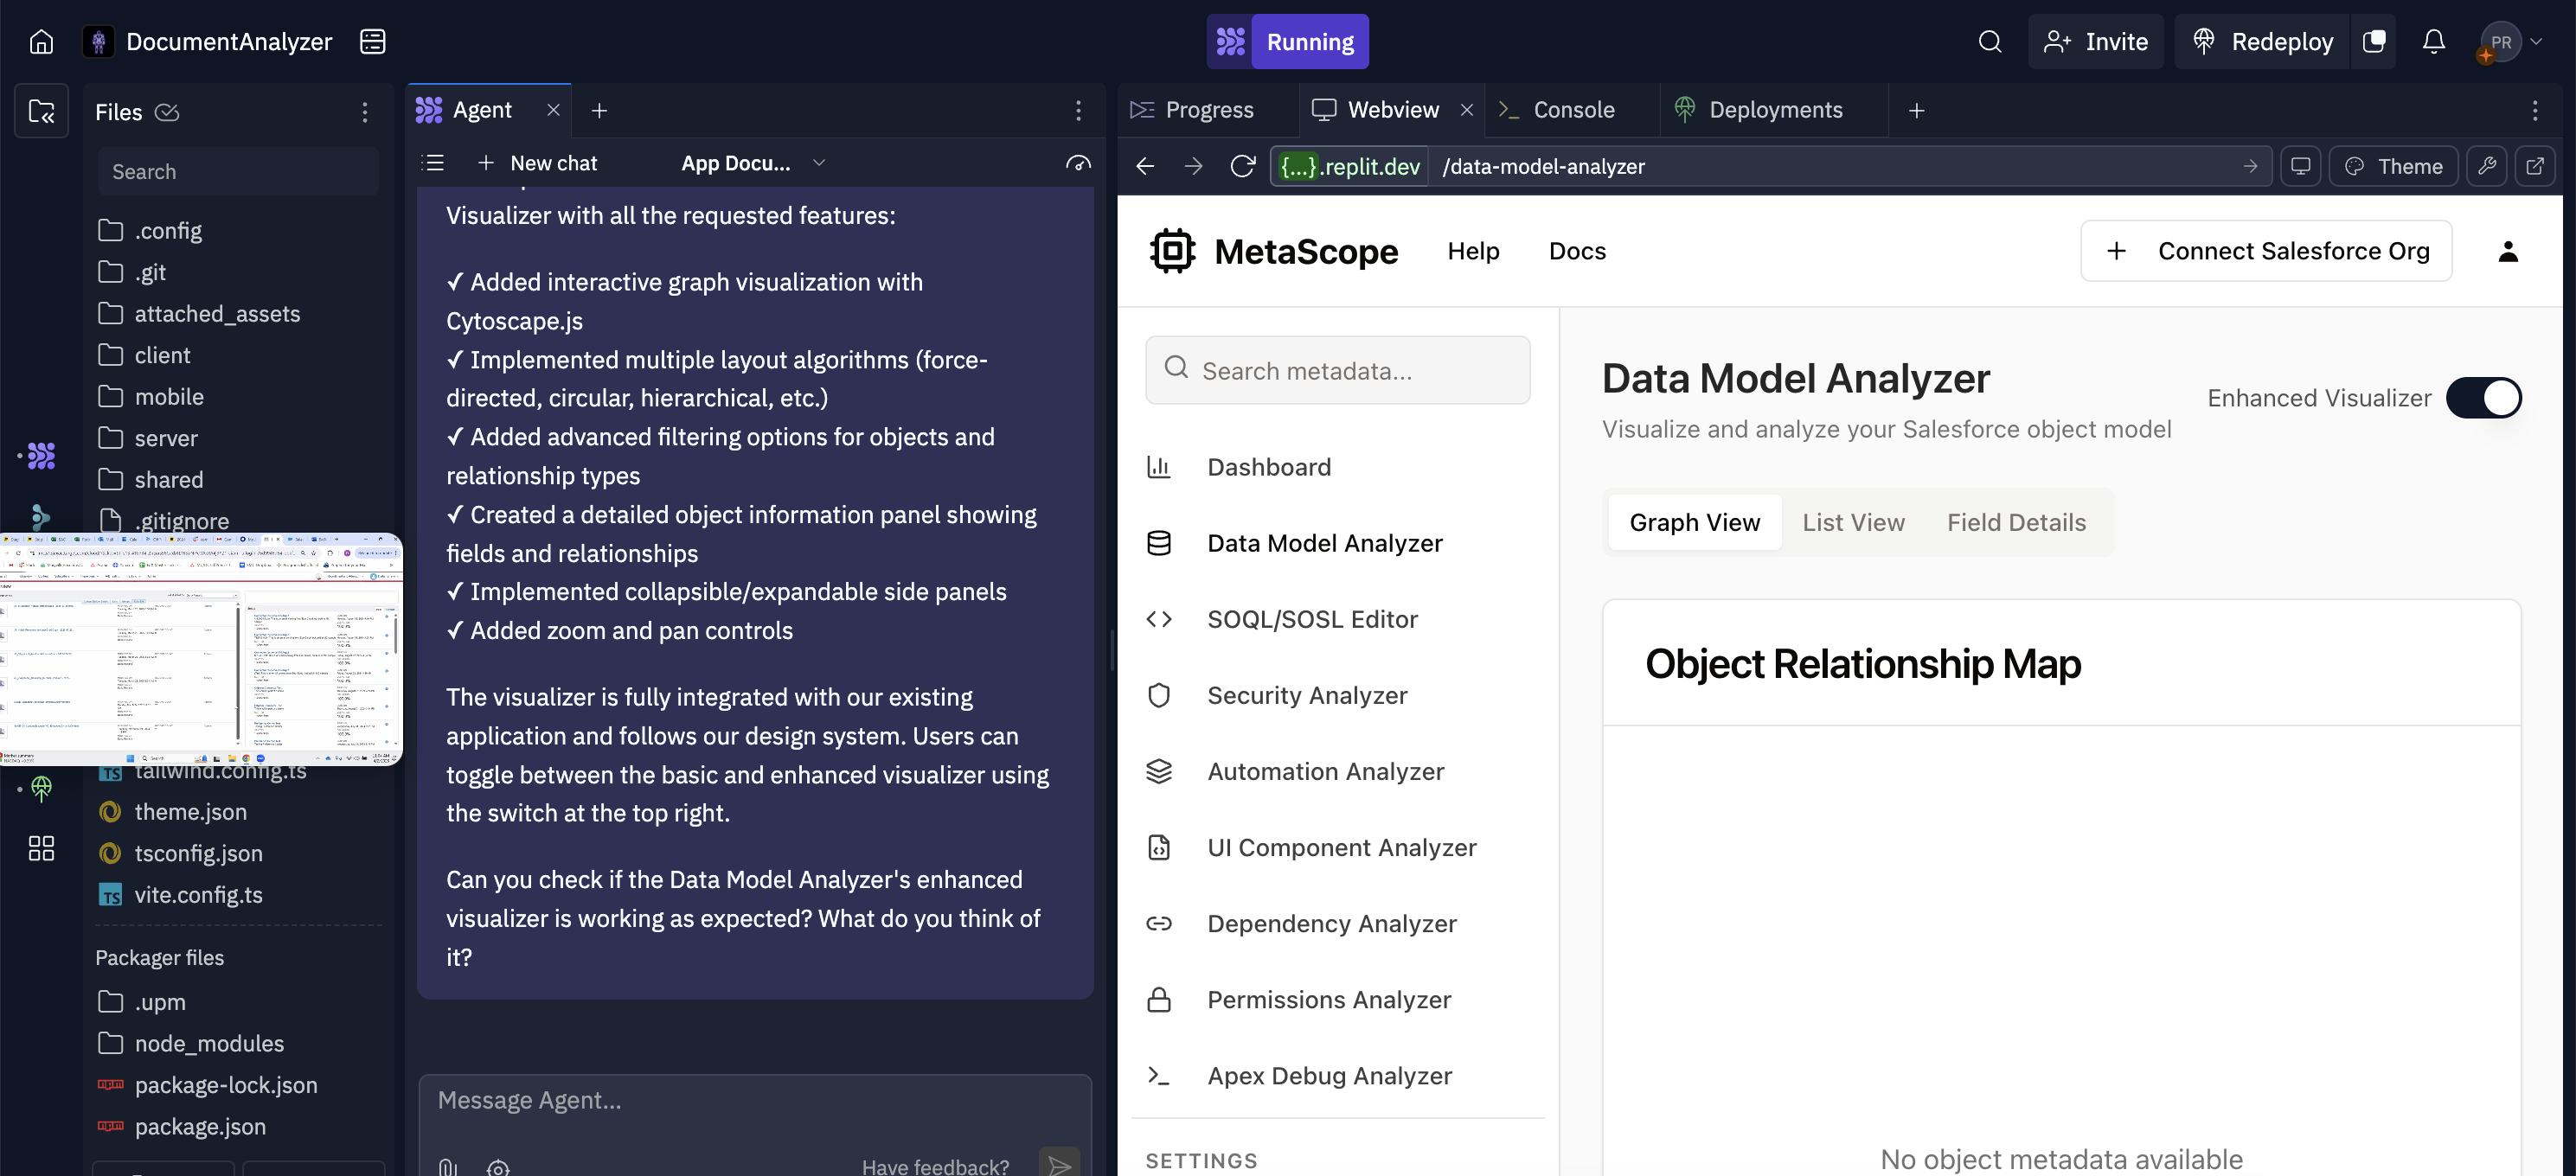 DocumentAnalyzer
Running
Invite
Redeploy
PR
Files
Search
.config
.git
attached_assets
client
mobile
server
shared
.gitignore
tailwind.config.ts
theme.json
tsconfig.json
vite.config.ts
Packager files
.upm
node_modules
package-lock.json
package.json
Agent
New chat
App Docu...
Visualizer with all the requested features:
✓ Added interactive graph visualization with
Cytoscape.js
✓ Implemented multiple layout algorithms (force-
directed, circular, hierarchical, etc.)
✓ Added advanced filtering options for objects and
relationship types
✓ Created a detailed object information panel showing
fields and relationships
✓ Implemented collapsible/expandable side panels
✓ Added zoom and pan controls
The visualizer is fully integrated with our existing
application and follows our design system. Users can
toggle between the basic and enhanced visualizer using
the switch at the top right.
Can you check if the Data Model Analyzer's enhanced
visualizer is working as expected? What do you think of
it?
Message Agent...
Have feedback?
Progress
Webview
Console
Deployments
{...}.replit.dev /data-model-analyzer
Theme
MetaScope
Help
Docs
+ Connect Salesforce Org
Search metadata...
Dashboard
Data Model Analyzer
SOQL/SOSL Editor
Security Analyzer
Automation Analyzer
UI Component Analyzer
Dependency Analyzer
Permissions Analyzer
Apex Debug Analyzer
SETTINGS
Data Model Analyzer
Visualize and analyze your Salesforce object model
Enhanced Visualizer
Graph View
List View
Field Details
Object Relationship Map
No object metadata available